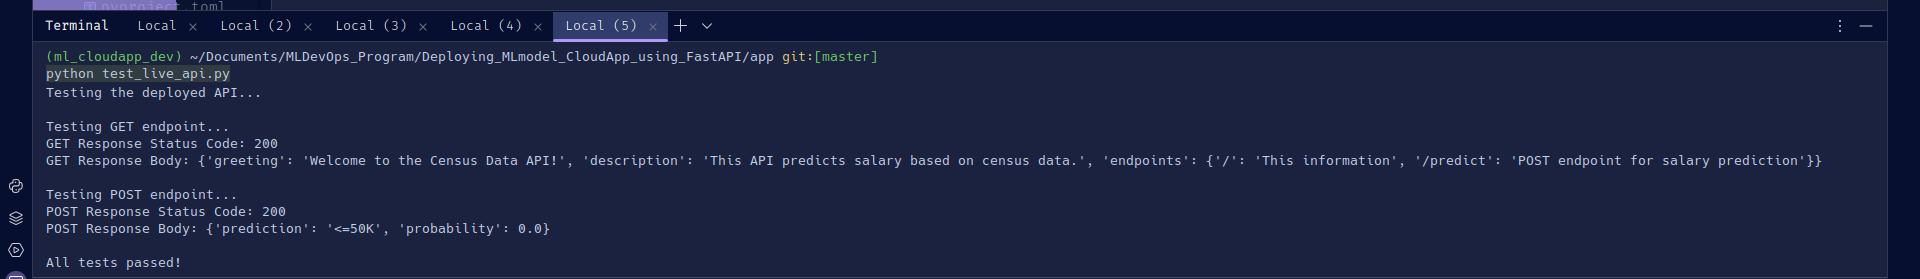 pyproject.toml
Terminal Local × Local (2) × Local (3) × Local (4) × Local (5) ×
(ml_cloudapp_dev) ~/Documents/MLDevOps_Program/Deploying_MLmodel_CloudApp_using_FastAPI/app git:[master]
python test_live_api.py
Testing the deployed API...
Testing GET endpoint...
GET Response Status Code: 200
GET Response Body: {'greeting': 'Welcome to the Census Data API!', 'description': 'This API predicts salary based on census data.', 'endpoints': {'/': 'This information', '/predict': 'POST endpoint for salary prediction'}}
Testing POST endpoint...
POST Response Status Code: 200
POST Response Body: {'prediction': '<=50K', 'probability': 0.0}
All tests passed!